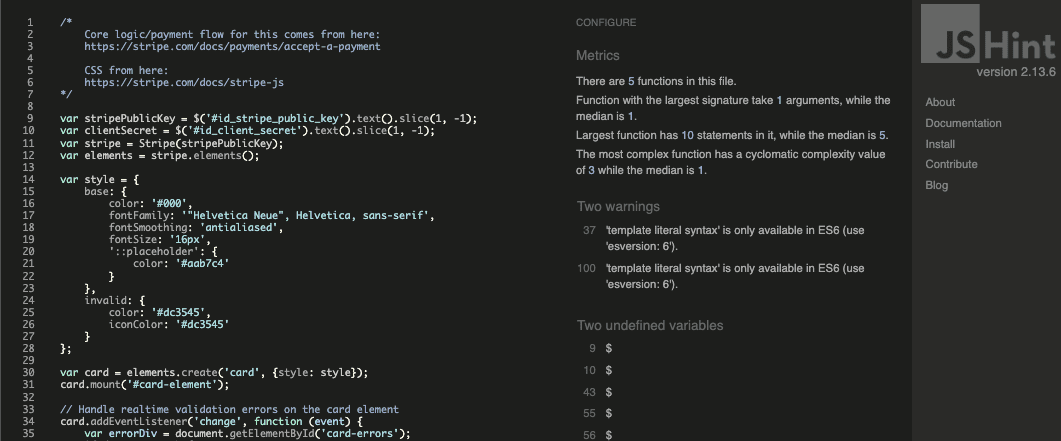 1 /*
2 Core logic/payment flow for this comes from here:
3 https://stripe.com/docs/payments/accept-a-payment
4
5 CSS from here:
6 https://stripe.com/docs/stripe-js
7 */
8
9 var stripePublicKey = $('#id_stripe_public_key').text().slice(1, -1);
10 var clientSecret = $('#id_client_secret').text().slice(1, -1);
11 var stripe = Stripe(stripePublicKey);
12 var elements = stripe.elements();
13
14 var style = {
15 base: {
16 color: '#000',
17 fontFamily: '"Helvetica Neue", Helvetica, sans-serif',
18 fontSmoothing: 'antialiased',
19 fontSize: '16px',
20 '::placeholder': {
21 color: '#aab7c4'
22 }
23 },
24 invalid: {
25 color: '#dc3545',
26 iconColor: '#dc3545'
27 }
28 };
29
30 var card = elements.create('card', {style: style});
31 card.mount('#card-element');
32
33 // Handle realtime validation errors on the card element
34 card.addEventListener('change', function (event) {
35 var errorDiv = document.getElementById('card-errors');
CONFIGURE
Metrics
There are 5 functions in this file.
Function with the largest signature take 1 arguments, while the
median is 1.
Largest function has 10 statements in it, while the median is 5.
The most complex function has a cyclomatic complexity value
of 3 while the median is 1.
Two warnings
37 'template literal syntax' is only available in ES6 (use
'esversion: 6').
100 'template literal syntax' is only available in ES6 (use
'esversion: 6').
Two undefined variables
9 $
10 $
43 $
55 $
56 $
JSHint
version 2.13.6
About
Documentation
Install
Contribute
Blog